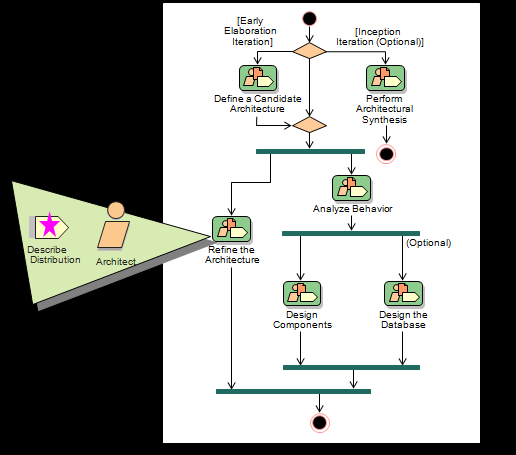 [Early
Elaboration
Iteration]
[Inception
Iteration (Optional)]
Define a Candidate
Architecture
Perform
Architectural
Synthesis
Analyze Behavior
Describe
Distribution
Architect
Refine the
Architecture
(Optional)
Design
Components
Design the
Database